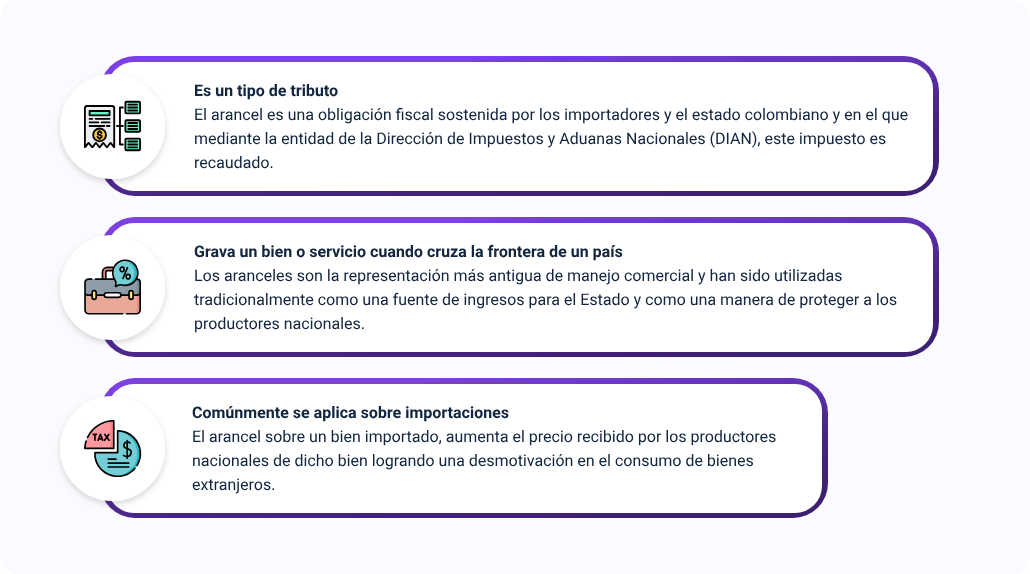 Es un tipo de tributo
El arancel es una obligación fiscal sostenida por los importadores y el estado colombiano y en el que
mediante la entidad de la Dirección de Impuestos y Aduanas Nacionales (DIAN), este impuesto es
recaudado.
$
Grava un bien o servicio cuando cruza la frontera de un país
Los aranceles son la representación más antigua de manejo comercial y han sido utilizadas
tradicionalmente como una fuente de ingresos para el Estado y como una manera de proteger a los
productores nacionales.
%
Comúnmente se aplica sobre importaciones
El arancel sobre un bien importado, aumenta el precio recibido por los productores
nacionales de dicho bien logrando una desmotivación en el consumo de bienes
extranjeros.
TAX
$